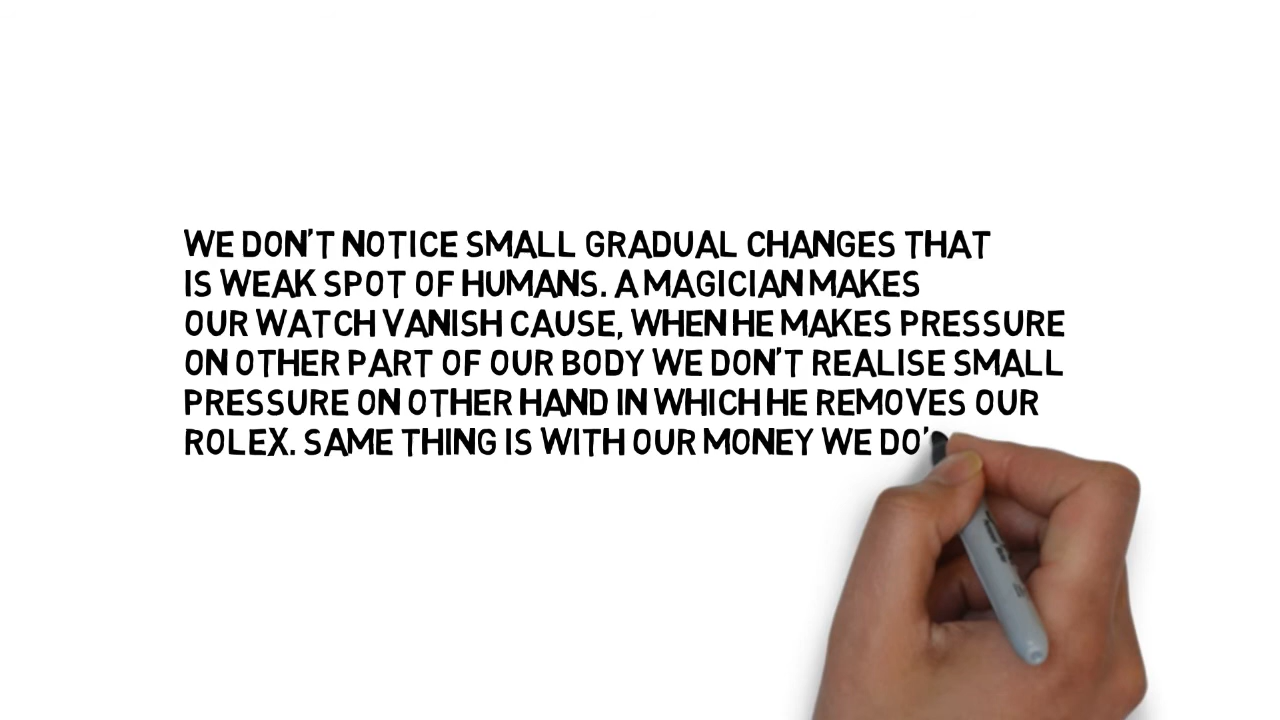 WE DON'T NOTICE SMALL GRADUAL CHANGES THAT
IS WEAK SPOT OF HUMANS. A MAGICIAN MAKES
OUR WATCH VANISH CAUSE, WHEN HE MAKES PRESSURE
ON OTHER PART OF OUR BODY WE DON'T REALISE SMALL
PRESSURE ON OTHER HAND IN WHICH HE REMOVES OUR
ROLEX. SAME THING IS WITH OUR MONEY WE DO'